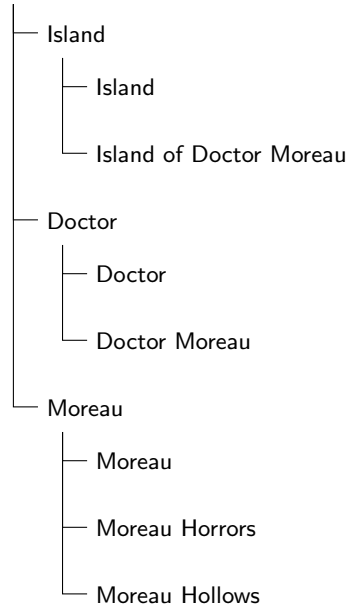 Island
Island
Island of Doctor Moreau
Doctor
Doctor
Doctor Moreau
Moreau
Moreau
Moreau Horrors
Moreau Hollows